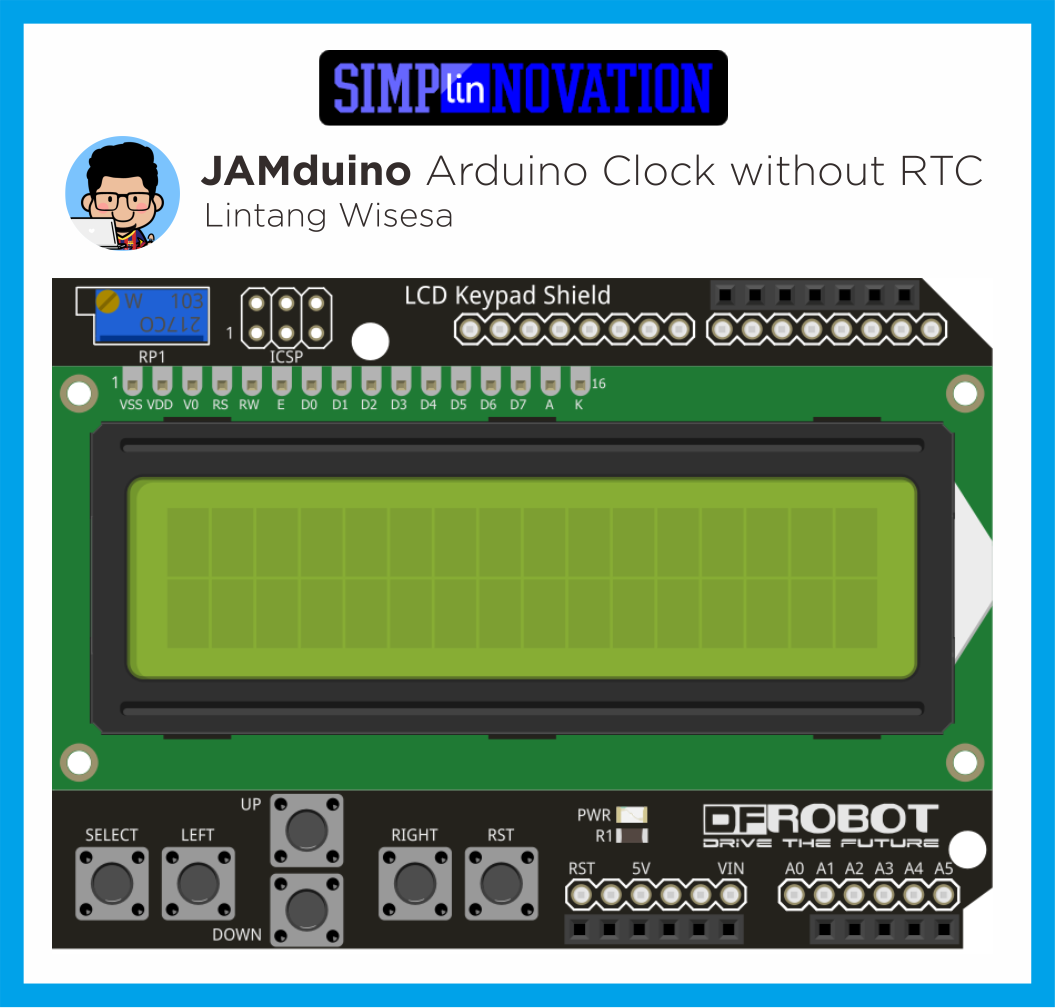 SIMPlinNOVATION
JAMduino Arduino Clock without RTC
Lintang Wisesa
W 103
217CO
LCD Keypad Shield
1
RP1
ICSP
1
16
VSS VDD V0 RS RW E D0 D1 D2 D3 D4 D5 D6 D7 A K
UP
SELECT
LEFT
RIGHT
RST
DOWN
PWR
R1
DFROBOT
DRIVE THE FUTURE
RST
5V
VIN
A0 A1 A2 A3 A4 A5